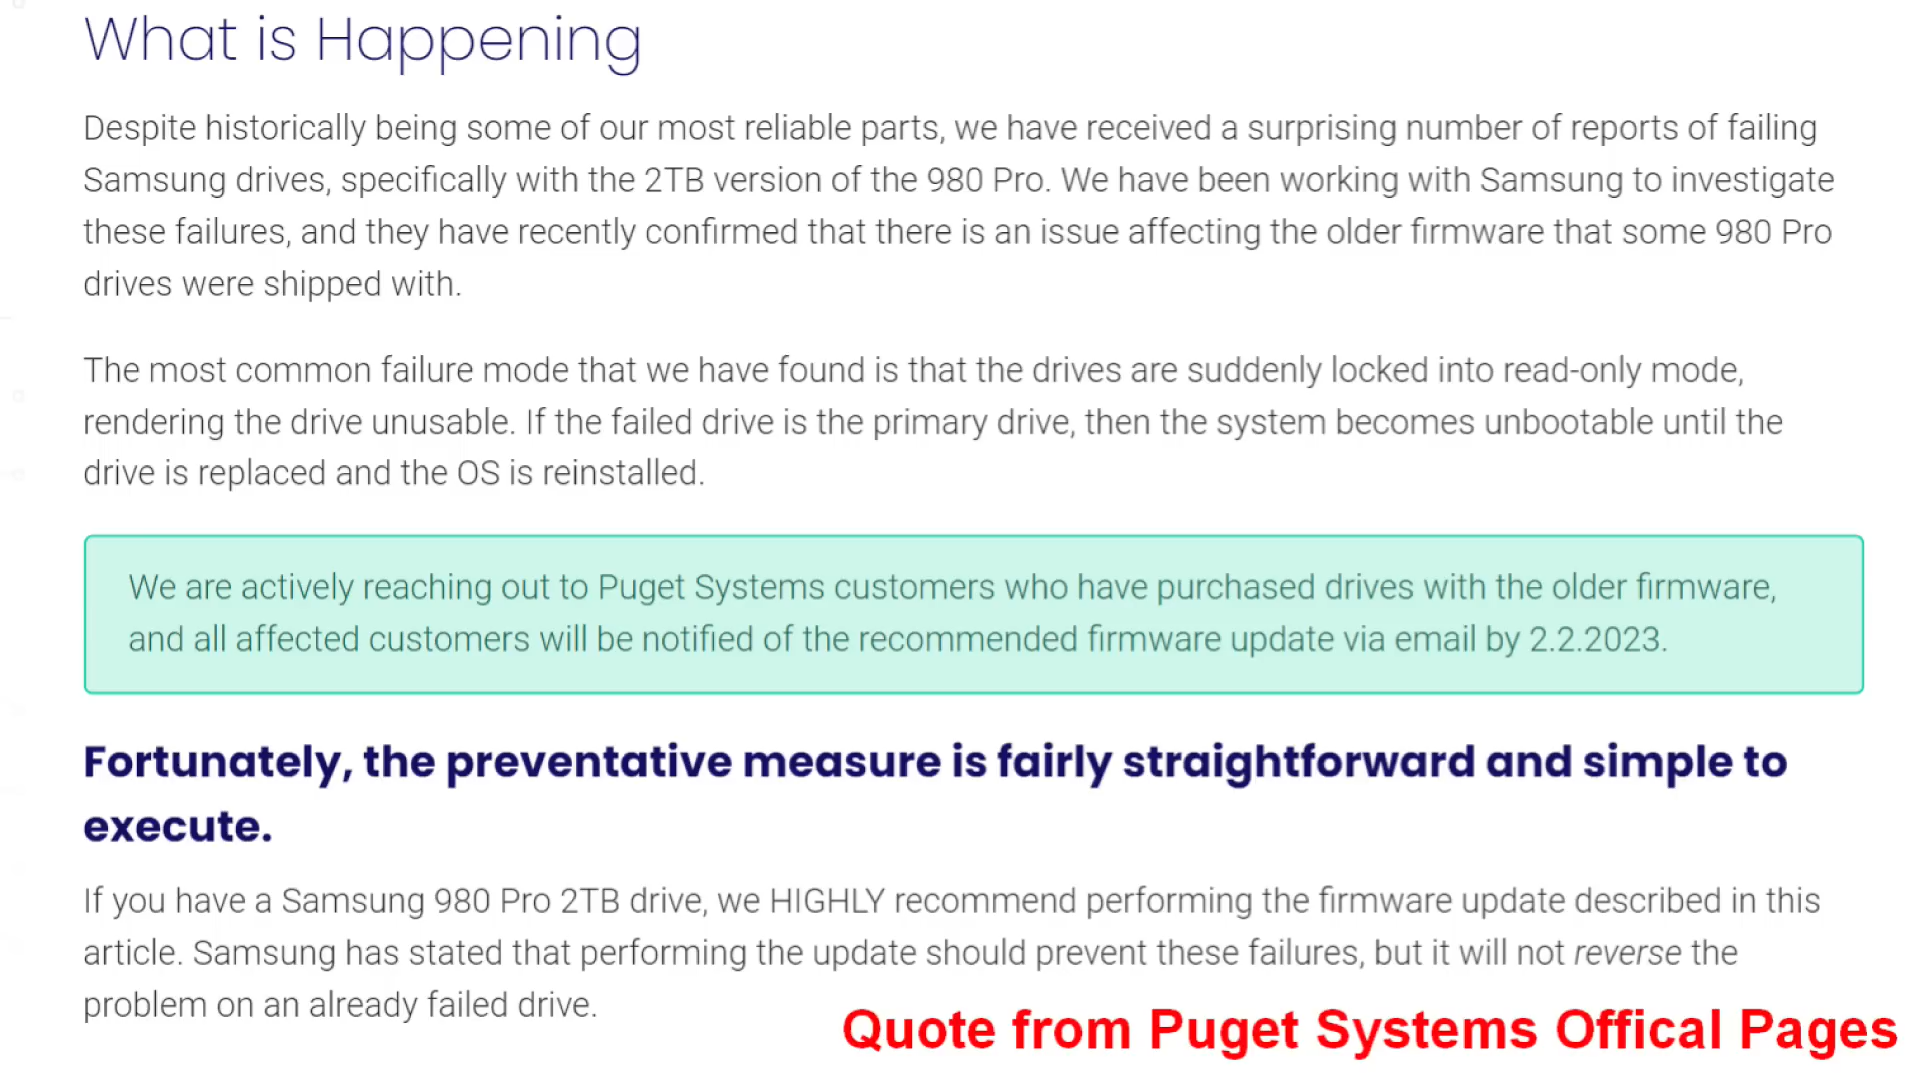 What is Happening
Despite historically being some of our most reliable parts, we have received a surprising number of reports of failing
Samsung drives, specifically with the 2TB version of the 980 Pro. We have been working with Samsung to investigate
these failures, and they have recently confirmed that there is an issue affecting the older firmware that some 980 Pro
drives were shipped with.
The most common failure mode that we have found is that the drives are suddenly locked into read-only mode,
rendering the drive unusable. If the failed drive is the primary drive, then the system becomes unbootable until the
drive is replaced and the OS is reinstalled.
We are actively reaching out to Puget Systems customers who have purchased drives with the older firmware,
and all affected customers will be notified of the recommended firmware update via email by 2.2.2023.
Fortunately, the preventative measure is fairly straightforward and simple to
execute.
If you have a Samsung 980 Pro 2TB drive, we HIGHLY recommend performing the firmware update described in this
article. Samsung has stated that performing the update should prevent these failures, but it will not reverse the
problem on an already failed drive.
Quote from Puget Systems Offical Pages